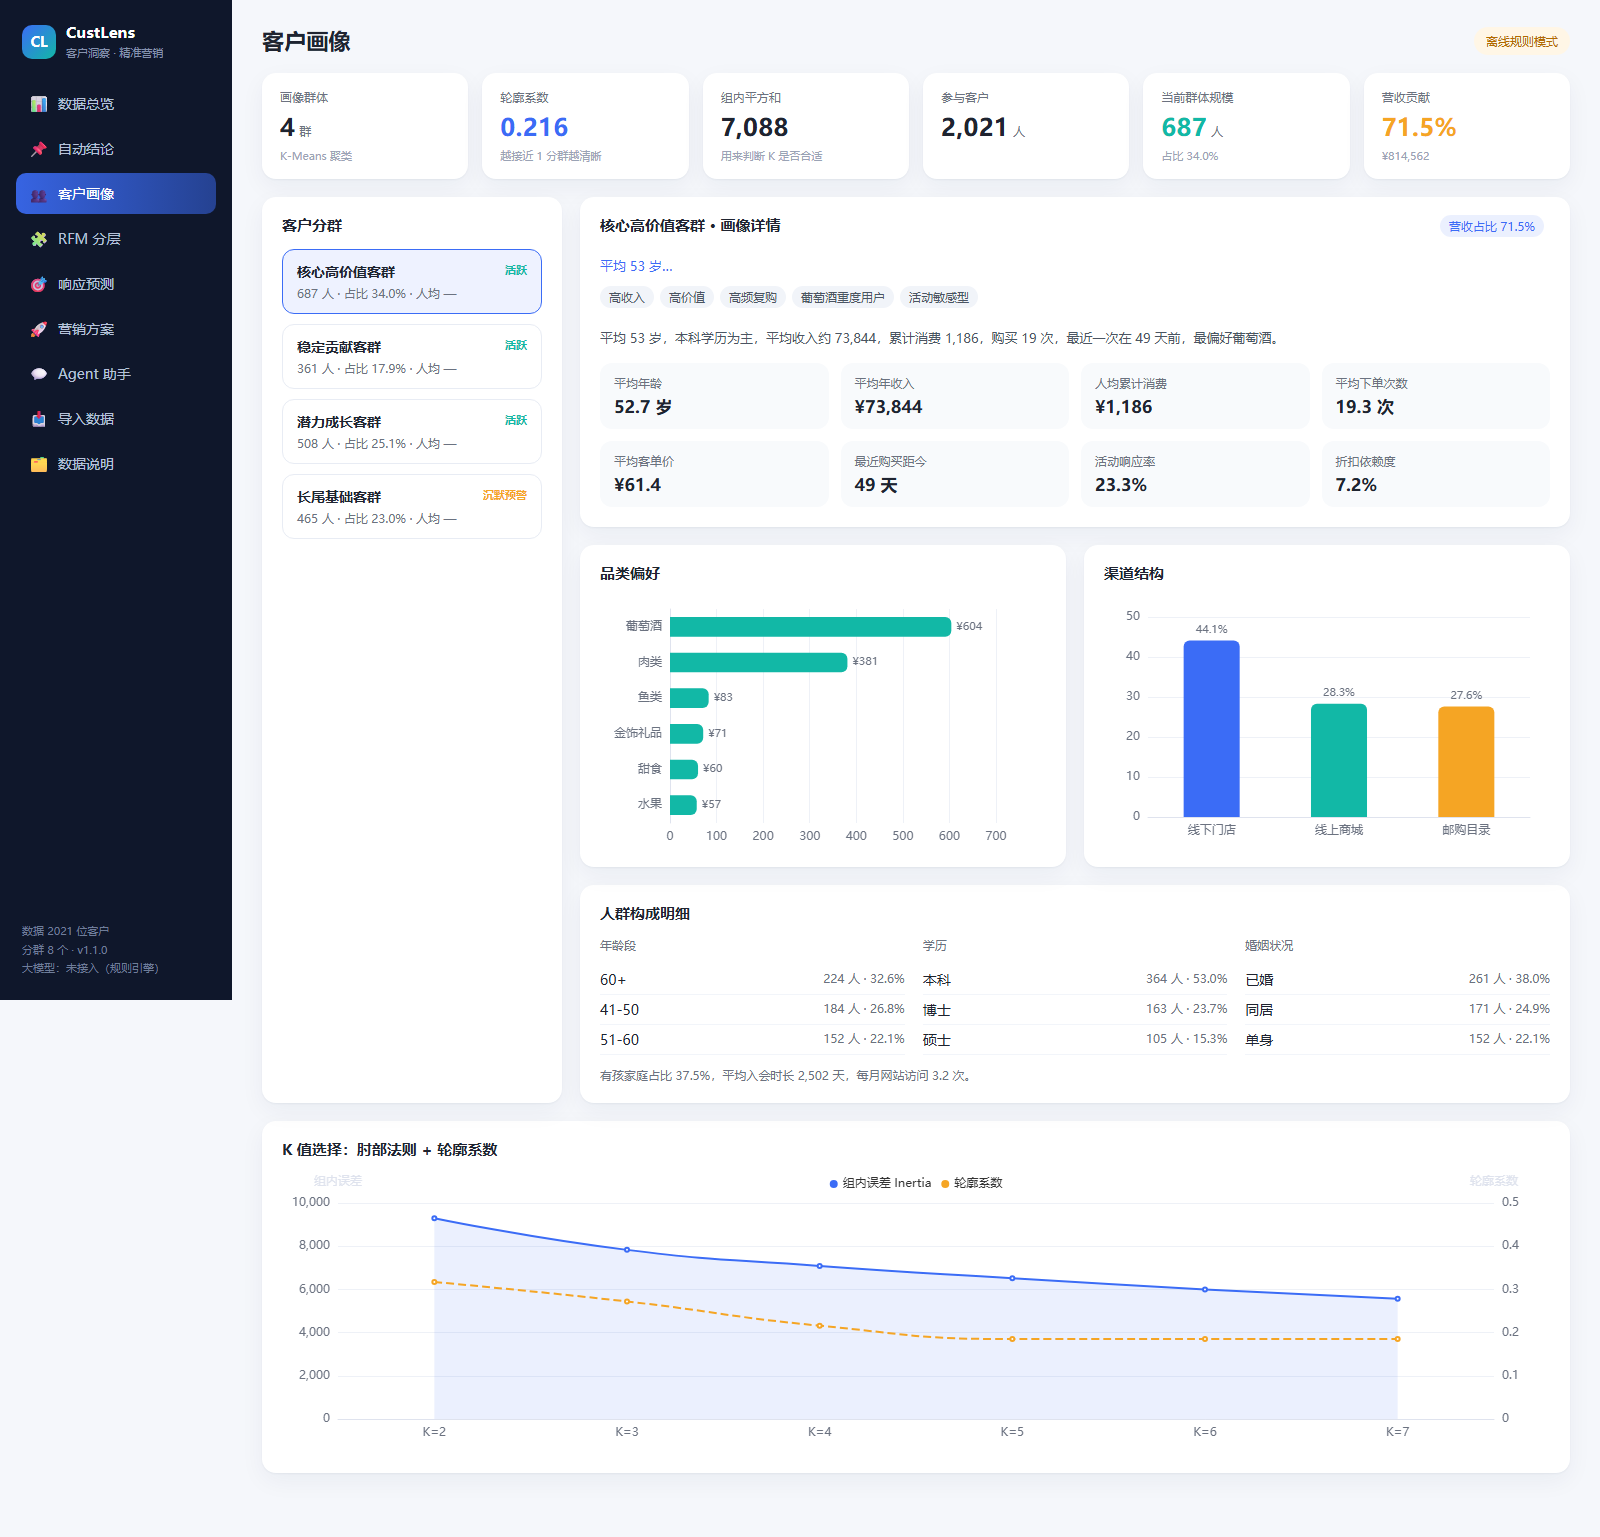 CL
CustLens
客户洞察 · 精准营销
数据总览
自动结论
客户画像
RFM 分层
响应预测
营销方案
Agent 助手
导入数据
数据说明
数据 2021 位客户
分群 8 个 · v1.1.0
大模型：未接入（规则引擎）
客户画像
离线规则模式
画像群体
4 群
K-Means 聚类
轮廓系数
0.216
越接近 1 分群越清晰
组内平方和
7,088
用来判断 K 是否合适
参与客户
2,021 人
当前群体规模
687 人
占比 34.0%
营收贡献
71.5%
¥814,562
客户分群
核心高价值客群 活跃
687 人 · 占比 34.0% · 人均 —
稳定贡献客群 活跃
361 人 · 占比 17.9% · 人均 —
潜力成长客群 活跃
508 人 · 占比 25.1% · 人均 —
长尾基础客群 沉默预警
465 人 · 占比 23.0% · 人均 —
核心高价值客群 · 画像详情
营收占比 71.5%
平均 53 岁...
高收入 高价值 高频复购 葡萄酒重度用户 活动敏感型
平均 53 岁，本科学历为主，平均收入约 73,844，累计消费 1,186，购买 19 次，最近一次在 49 天前，最偏好葡萄酒。
平均年龄
52.7 岁
平均年收入
¥73,844
人均累计消费
¥1,186
平均下单次数
19.3 次
平均客单价
¥61.4
最近购买距今
49 天
活动响应率
23.3%
折扣依赖度
7.2%
品类偏好
葡萄酒 ¥604
肉类 ¥381
鱼类 ¥83
金饰礼品 ¥71
甜食 ¥60
水果 ¥57
0 100 200 300 400 500 600 700
渠道结构
50
40
30
20
10
0
44.1%
28.3%
27.6%
线下门店 线上商城 邮购目录
人群构成明细
年龄段 学历 婚姻状况
60+ 224 人 · 32.6% 本科 364 人 · 53.0% 已婚 261 人 · 38.0%
41-50 184 人 · 26.8% 博士 163 人 · 23.7% 同居 171 人 · 24.9%
51-60 152 人 · 22.1% 硕士 105 人 · 15.3% 单身 152 人 · 22.1%
有孩家庭占比 37.5%，平均入会时长 2,502 天，每月网站访问 3.2 次。
K 值选择：肘部法则 + 轮廓系数
组内误差 组内误差 Inertia 轮廓系数 轮廓系数
10,000 0.5
8,000 0.4
6,000 0.3
4,000 0.2
2,000 0.1
0 0
K=2 K=3 K=4 K=5 K=6 K=7